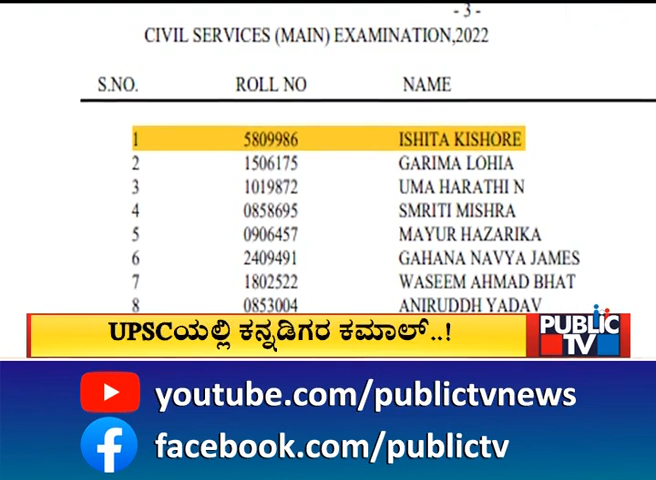 - 3 -
CIVIL SERVICES (MAIN) EXAMINATION,2022
S.NO. ROLL NO NAME
1 5809986 ISHITA KISHORE
2 1506175 GARIMA LOHIA
3 1019872 UMA HARATHI N
4 0858695 SMRITI MISHRA
5 0906457 MAYUR HAZARIKA
6 2409491 GAHANA NAVYA JAMES
7 1802522 WASEEM AHMAD BHAT
8 0853004 ANIRUDDH YADAV
UPSCಯಲ್ಲಿ ಕನ್ನಡಿಗರ ಕಮಾಲ್..!
PUBLIC
TV
youtube.com/publictvnews
facebook.com/publictv